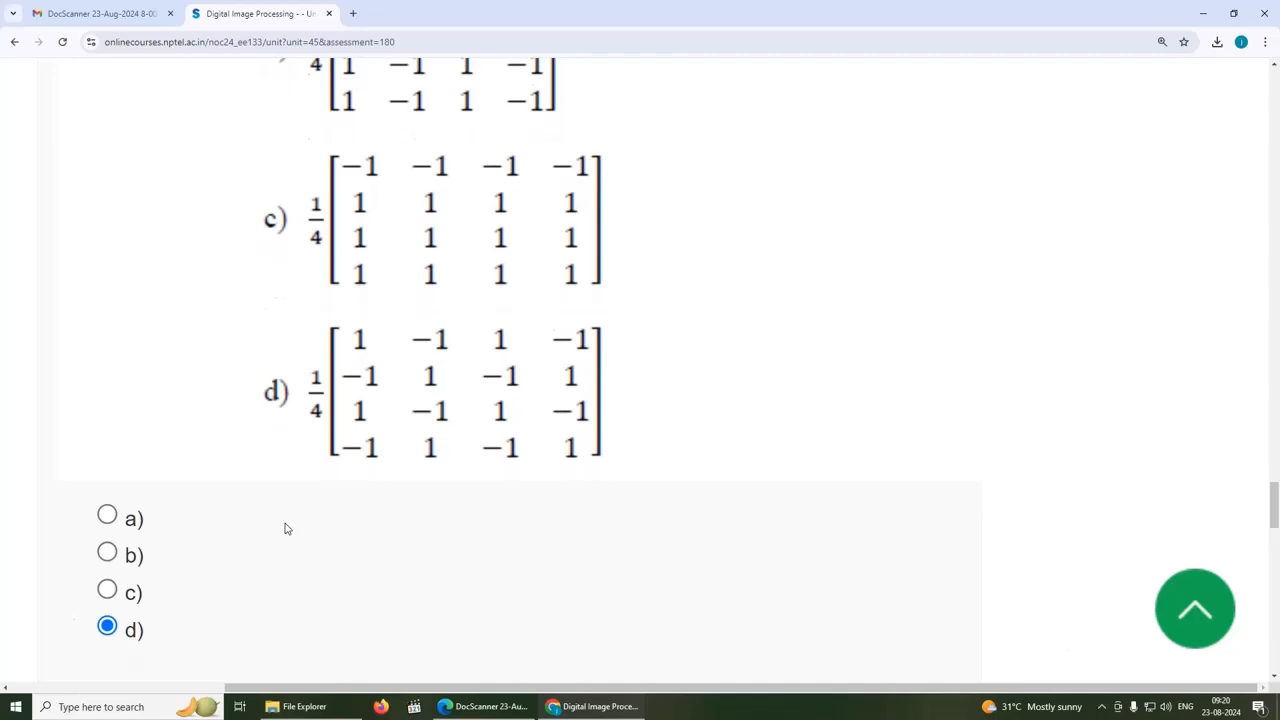 DocScanner 23-Aug-2024 8-00
Digital Image Processing - - Un
onlinecourses.nptel.ac.in/noc24_ee133/unit?unit=45&assessment=180
4 1 −1 1 −1
1 −1 1 −1
−1 −1 −1 −1
1 1 1 1
c) 1/4
1 1 1 1
1 1 1 1
1 −1 1 −1
−1 1 −1 1
d) 1/4
1 −1 1 −1
−1 1 −1 1
a)
b)
c)
d)
Type here to search
File Explorer
DocScanner 23-Au...
Digital Image Proce...
31°C Mostly sunny
ENG
09:20
23-08-2024